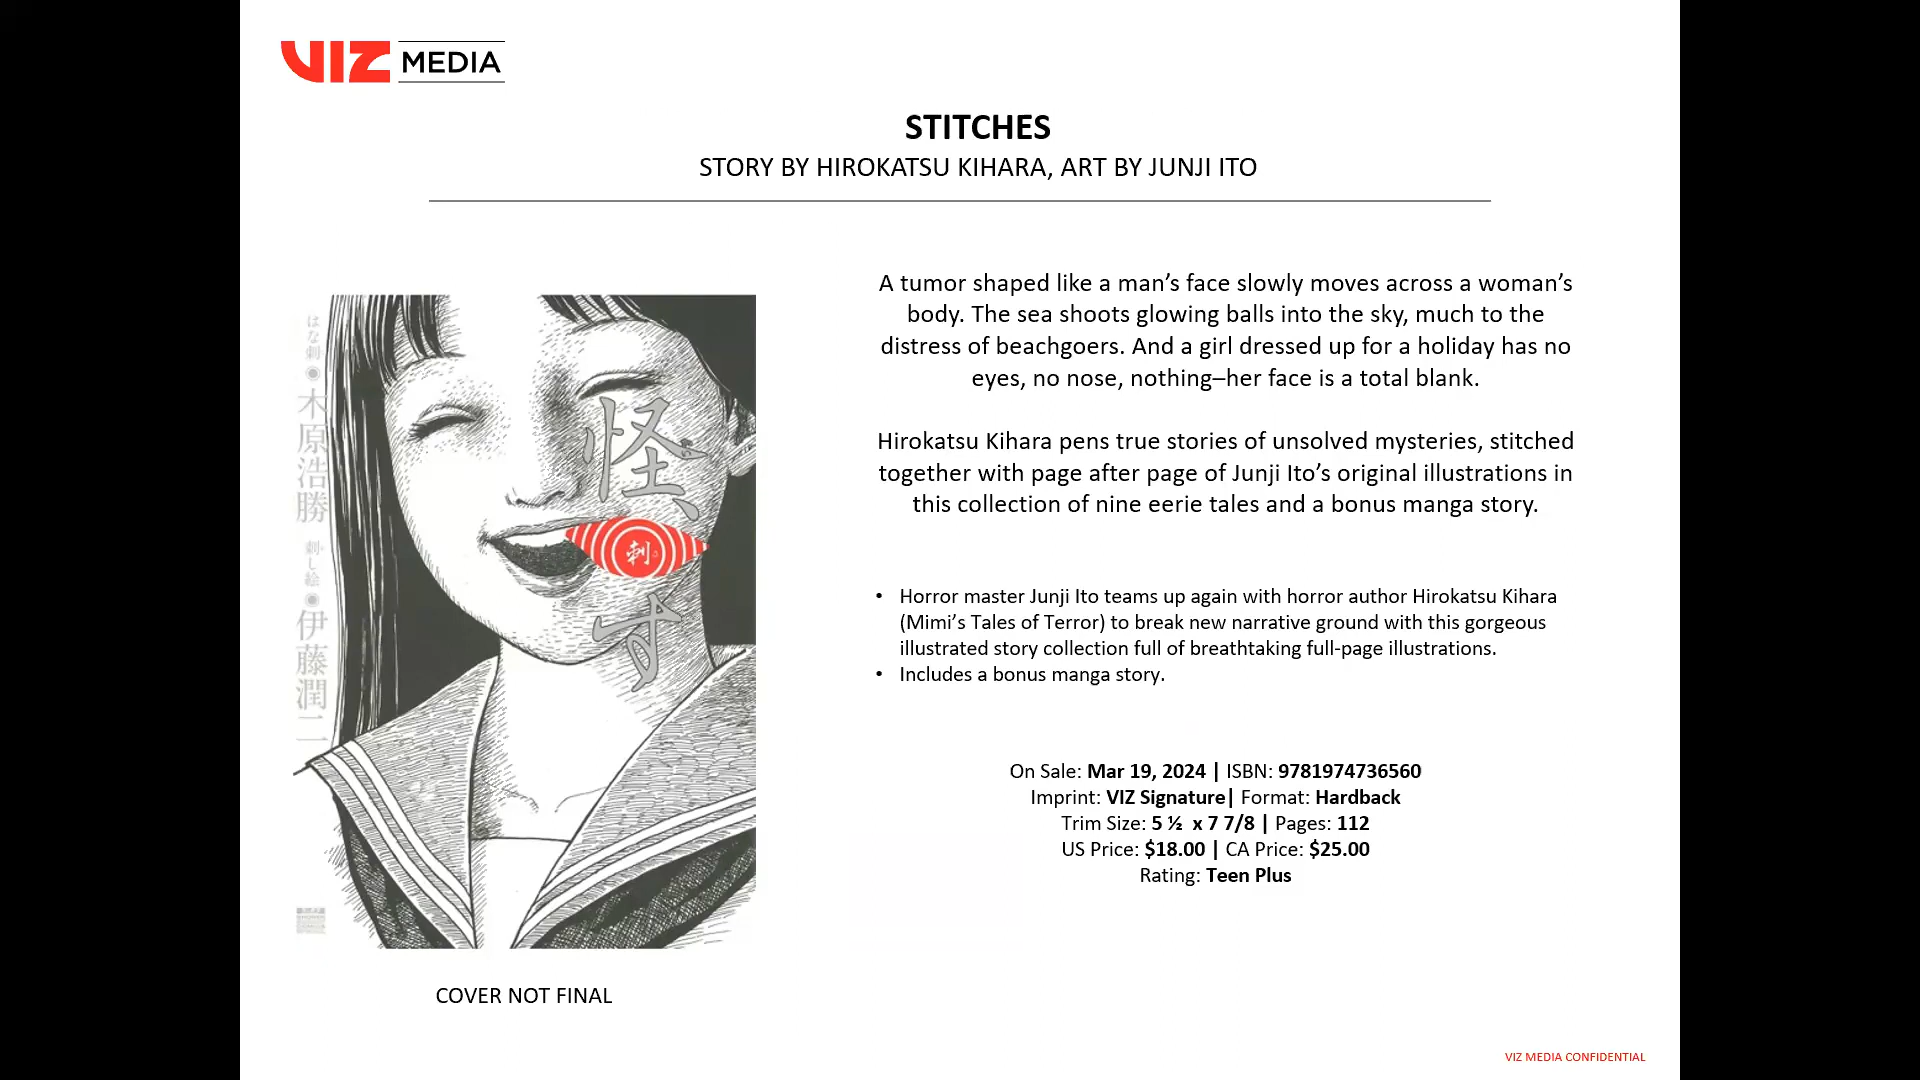 VIZ MEDIA
STITCHES
STORY BY HIROKATSU KIHARA, ART BY JUNJI ITO
はな刺◉木原浩勝 刺し絵◉伊藤潤二
怪、
刺
す
COVER NOT FINAL
A tumor shaped like a man’s face slowly moves across a woman’s
body. The sea shoots glowing balls into the sky, much to the
distress of beachgoers. And a girl dressed up for a holiday has no
eyes, no nose, nothing–her face is a total blank.
Hirokatsu Kihara pens true stories of unsolved mysteries, stitched
together with page after page of Junji Ito’s original illustrations in
this collection of nine eerie tales and a bonus manga story.
• Horror master Junji Ito teams up again with horror author Hirokatsu Kihara
(Mimi’s Tales of Terror) to break new narrative ground with this gorgeous
illustrated story collection full of breathtaking full-page illustrations.
• Includes a bonus manga story.
On Sale: Mar 19, 2024 | ISBN: 9781974736560
Imprint: VIZ Signature| Format: Hardback
Trim Size: 5 ½ x 7 7/8 | Pages: 112
US Price: $18.00 | CA Price: $25.00
Rating: Teen Plus
VIZ MEDIA CONFIDENTIAL